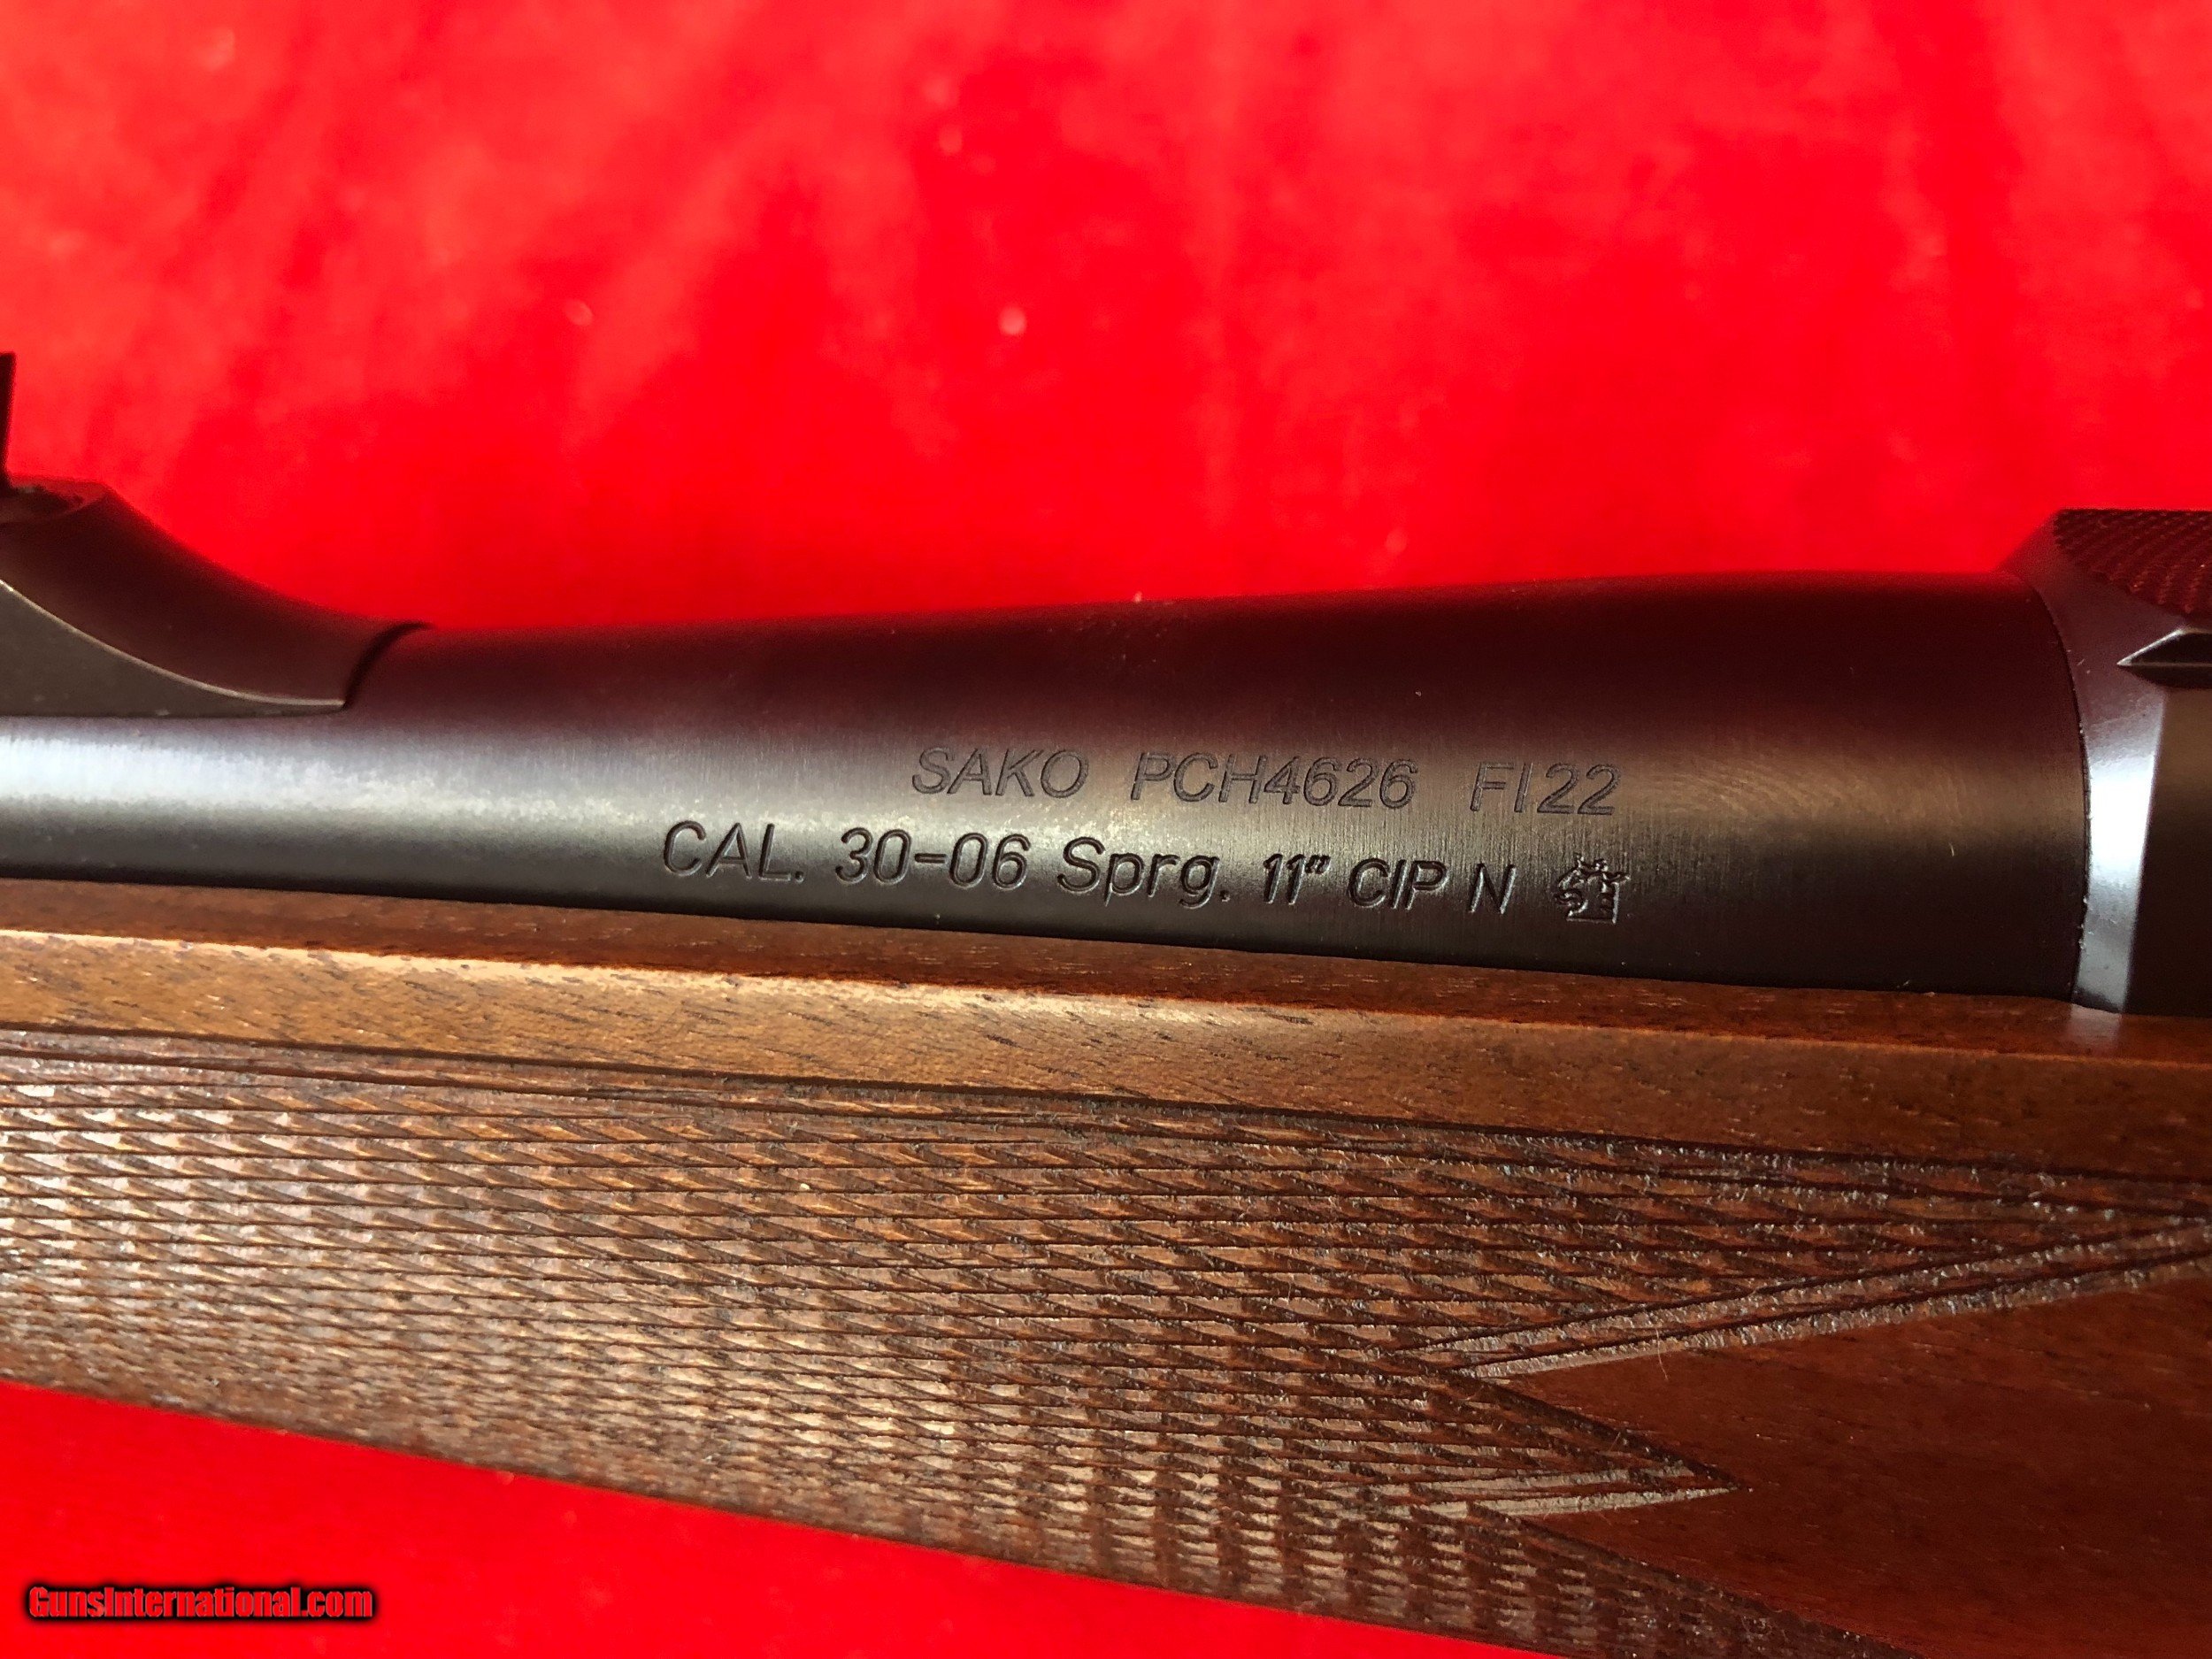 SAKO PCH4626 FI22
CAL. 30-06 Sprg. 11" CIP N
GunsInternational.com